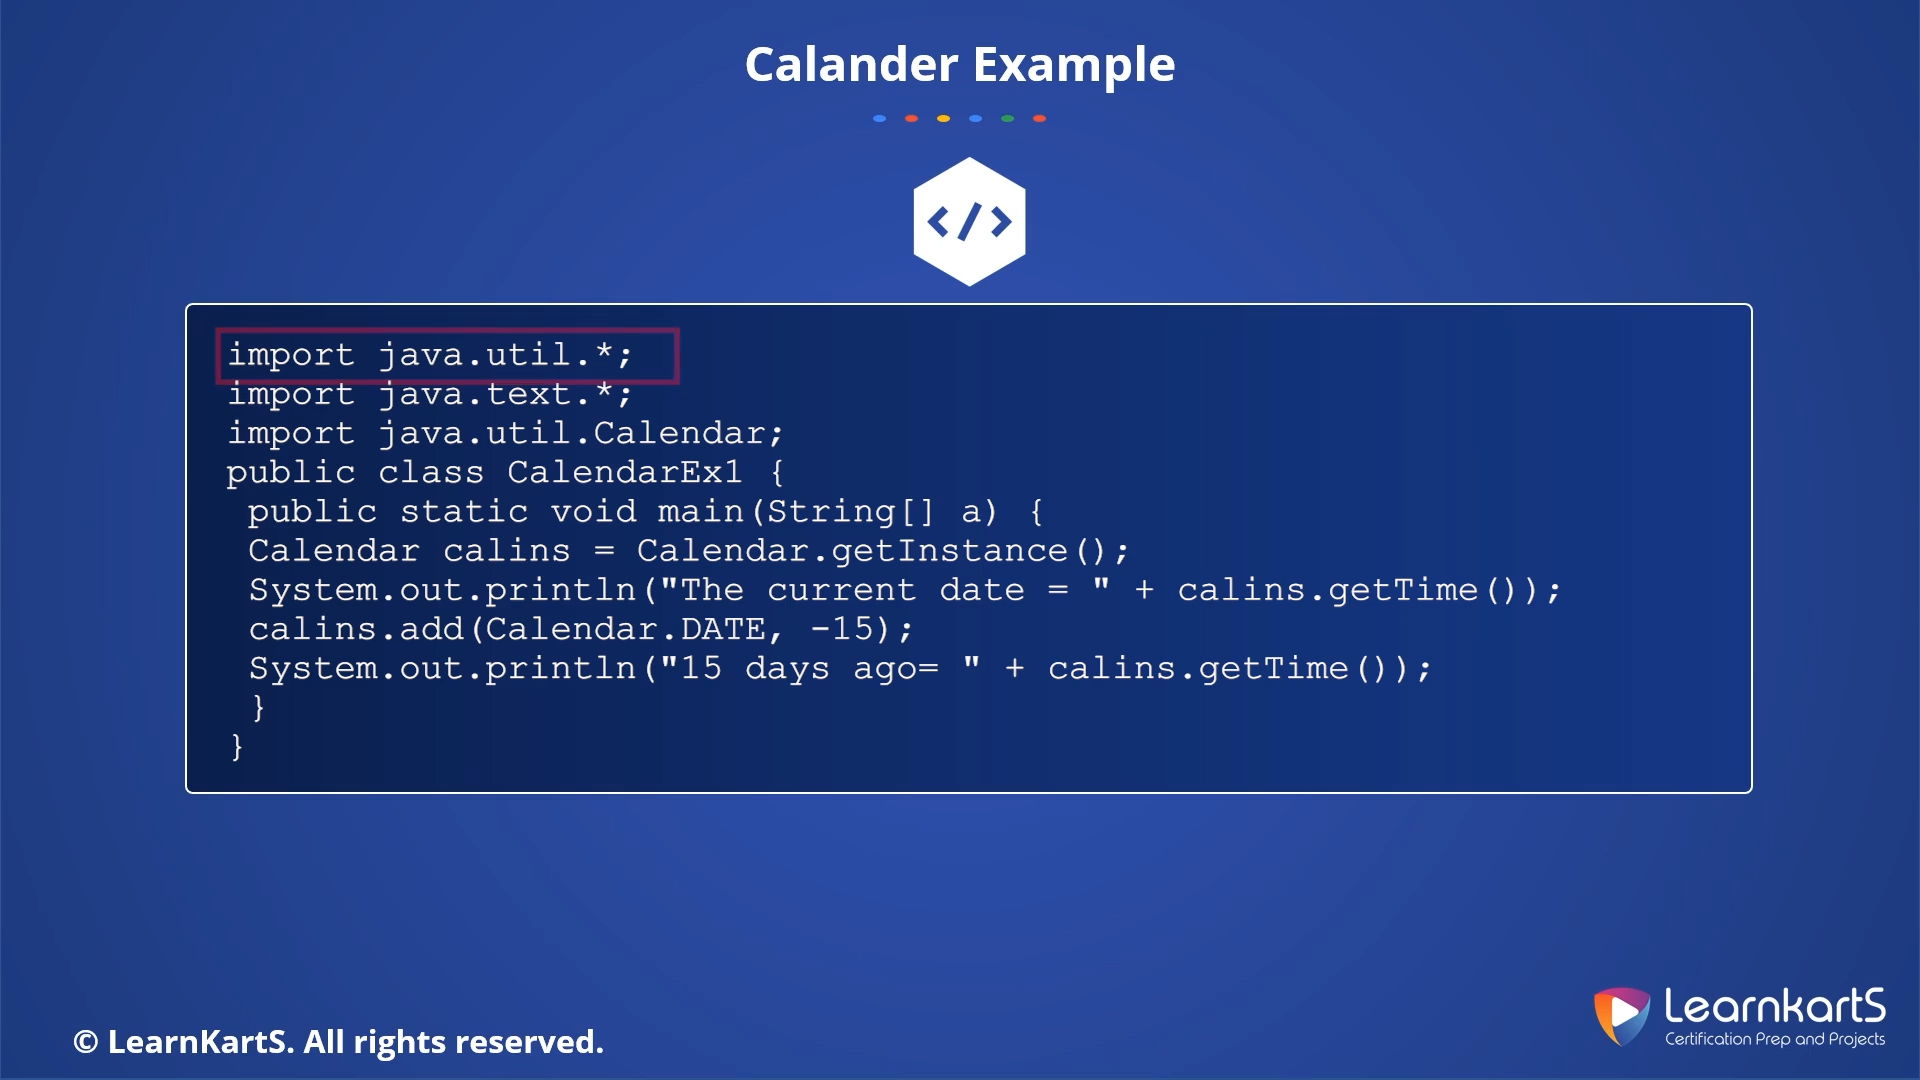 Calander Example
</>
import java.util.*;
import java.text.*;
import java.util.Calendar;
public class CalendarEx1 {
public static void main(String[] a) {
Calendar calins = Calendar.getInstance();
System.out.println("The current date = " + calins.getTime());
calins.add(Calendar.DATE, -15);
System.out.println("15 days ago= " + calins.getTime());
}
}
© LearnKartS. All rights reserved.
LearnkartS
Certification Prep and Projects